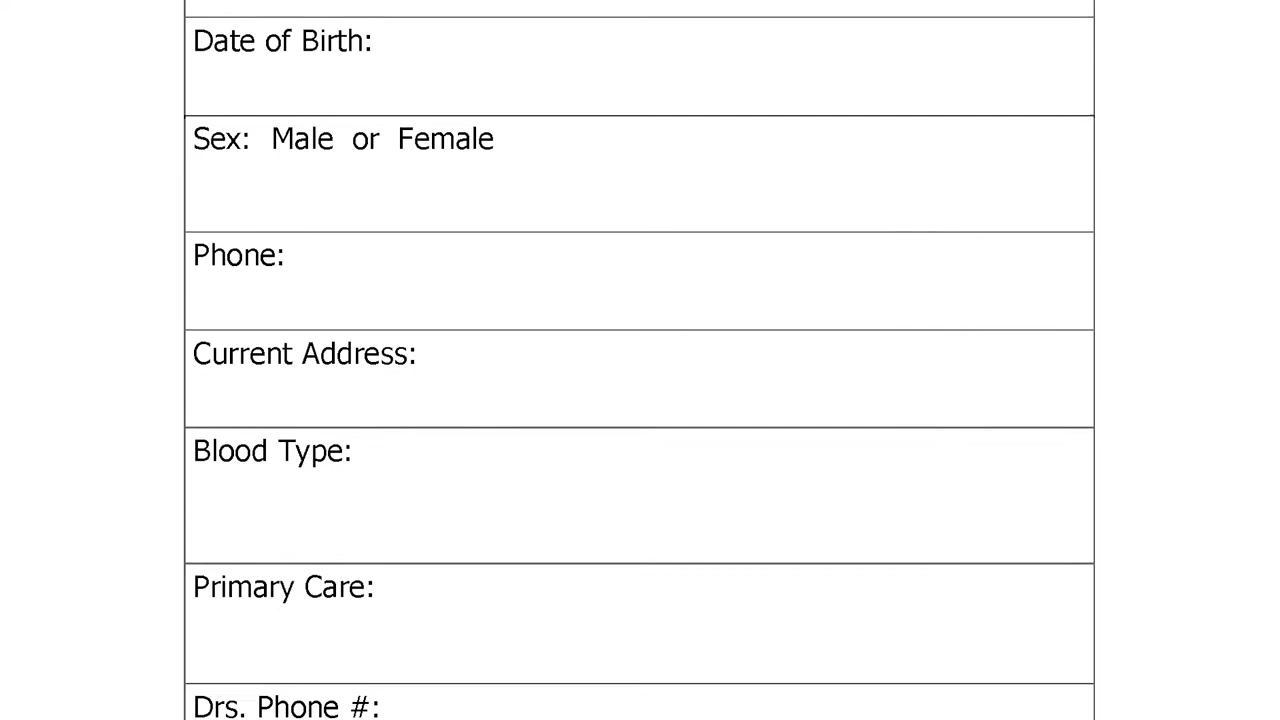 Date of Birth:
Sex: Male or Female
Phone:
Current Address:
Blood Type:
Primary Care:
Drs. Phone #: